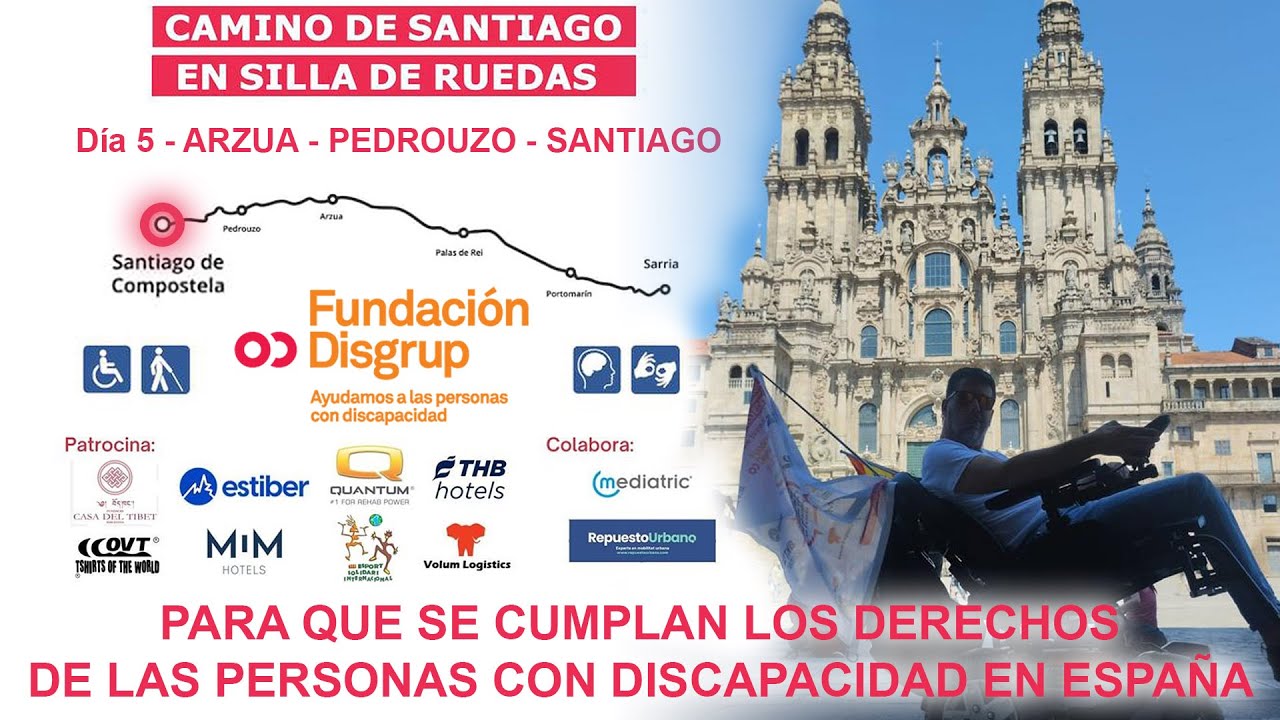 CAMINO DE SANTIAGO
EN SILLA DE RUEDAS
Día 5 - ARZUA - PEDROUZO - SANTIAGO
Pedrouzo
Arzua
Palas de Rei
Portomarín
Sarria
Santiago de
Compostela
Fundación
Disgrup
Ayudamos a las personas
con discapacidad
Patrocina:
Colabora:
CASA DEL TIBET
estiber
QUANTUM®
#1 FOR REHAB POWER
THB
hotels
mediatric
OVT®
TSHIRTS OF THE WORLD
MIM
HOTELS
ESPORT
SOLIDARI
INTERNACIONAL
Volum Logistics
RepuestoUrbano
PARA QUE SE CUMPLAN LOS DERECHOS
DE LAS PERSONAS CON DISCAPACIDAD EN ESPAÑA